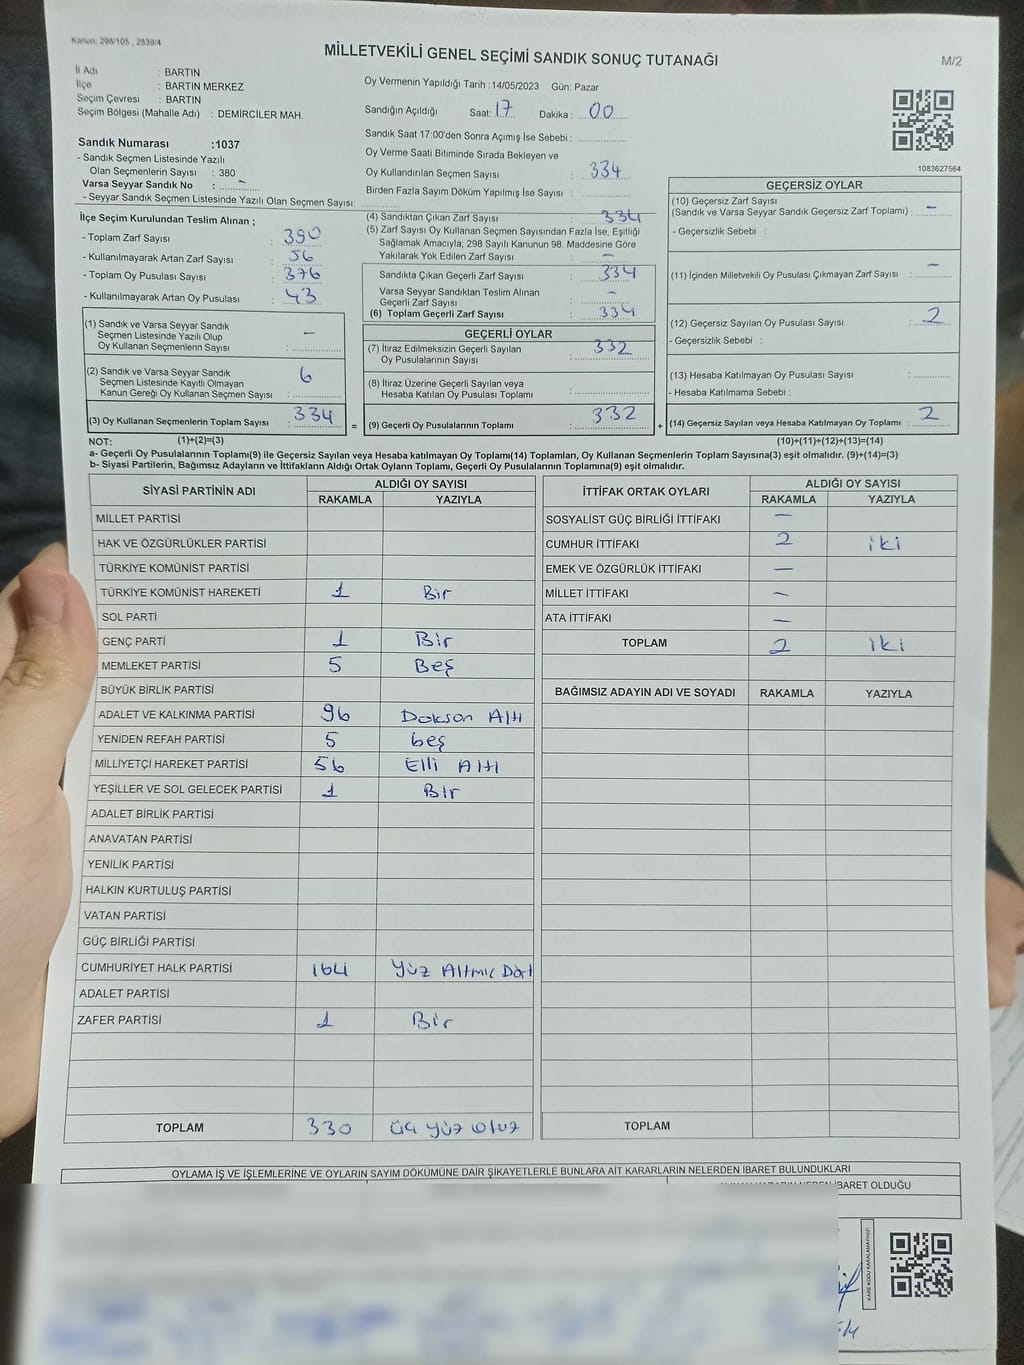 Kanun, 298/105 , 2839/4
MİLLETVEKİLİ GENEL SEÇİMİ SANDIK SONUÇ TUTANAĞI
M/2
İl Adı : BARTIN
İlçe : BARTIN MERKEZ
Seçim Çevresi : BARTIN
Seçim Bölgesi (Mahalle Adı) : DEMİRCİLER MAH.
Sandık Numarası :1037
- Sandık Seçmen Listesinde Yazılı
Olan Seçmenlerin Sayısı : 380
Varsa Seyyar Sandık No : -
- Seyyar Sandık Seçmen Listesinde Yazılı Olan Seçmen Sayısı:
Oy Vermenin Yapıldığı Tarih :14/05/2023 Gün: Pazar
Sandığın Açıldığı Saat: 17 Dakika : 00
Sandık Saat 17:00'den Sonra Açımış İse Sebebi :
Oy Verme Saati Bitiminde Sırada Bekleyen ve
Oy Kullandırılan Seçmen Sayısı : 334
Birden Fazla Sayım Döküm Yapılmış İse Sayısı :
1083627564
İlçe Seçim Kurulundan Teslim Alınan ;
- Toplam Zarf Sayısı : 390
- Kullanılmayarak Artan Zarf Sayısı : 56
- Toplam Oy Pusulası Sayısı : 376
- Kullanılmayarak Artan Oy Pusulası : 43
(1) Sandık ve Varsa Seyyar Sandık
Seçmen Listesinde Yazılı Olup
Oy Kullanan Seçmenlerin Sayısı : -
(2) Sandık ve Varsa Seyyar Sandık
Seçmen Listesinde Kayıtlı Olmayan
Kanun Gereği Oy Kullanan Seçmen Sayısı : 6
(3) Oy Kullanan Seçmenlerin Toplam Sayısı : 334
(4) Sandıktan Çıkan Zarf Sayısı : 334
(5) Zarf Sayısı Oy Kullanan Seçmen Sayısından Fazla İse, Eşitliği
Sağlamak Amacıyla, 298 Sayılı Kanunun 98. Maddesine Göre
Yakılarak Yok Edilen Zarf Sayısı : -
Sandıkta Çıkan Geçerli Zarf Sayısı : 334
Varsa Seyyar Sandıktan Teslim Alınan
Geçerli Zarf Sayısı : -
(6) Toplam Geçerli Zarf Sayısı : 334
GEÇERLİ OYLAR
(7) İtiraz Edilmeksizin Geçerli Sayılan
Oy Pusulalarının Sayısı : 332
(8) İtiraz Üzerine Geçerli Sayılan veya
Hesaba Katılan Oy Pusulası Toplamı :
= (9) Geçerli Oy Pusulalarının Toplamı : 332
GEÇERSİZ OYLAR
(10) Geçersiz Zarf Sayısı
(Sandık ve Varsa Seyyar Sandık Geçersiz Zarf Toplamı) : -
- Geçersizlik Sebebi :
(11) İçinden Milletvekili Oy Pusulası Çıkmayan Zarf Sayısı : -
(12) Geçersiz Sayılan Oy Pusulası Sayısı : 2
- Geçersizlik Sebebi :
(13) Hesaba Katılmayan Oy Pusulası Sayısı :
- Hesaba Katılmama Sebebi :
+ (14) Geçersiz Sayılan veya Hesaba Katılmayan Oy Toplamı : 2
NOT: (1)+(2)=(3) (10)+(11)+(12)+(13)=(14)
a- Geçerli Oy Pusulalarının Toplamı(9) ile Geçersiz Sayılan veya Hesaba katılmayan Oy Toplamı(14) Toplamları, Oy Kullanan Seçmenlerin Toplam Sayısına(3) eşit olmalıdır. (9)+(14)=(3)
b- Siyasi Partilerin, Bağımsız Adayların ve İttifakların Aldığı Ortak Oyların Toplamı, Geçerli Oy Pusulalarının Toplamına(9) eşit olmalıdır.
SİYASİ PARTİNİN ADI ALDIĞI OY SAYISI
RAKAMLA YAZIYLA
MİLLET PARTİSİ
HAK VE ÖZGÜRLÜKLER PARTİSİ
TÜRKİYE KOMÜNİST PARTİSİ
TÜRKİYE KOMÜNİST HAREKETİ 1 Bir
SOL PARTİ
GENÇ PARTİ 1 Bir
MEMLEKET PARTİSİ 5 Beş
BÜYÜK BİRLİK PARTİSİ
ADALET VE KALKINMA PARTİSİ 96 Doksan Altı
YENİDEN REFAH PARTİSİ 5 beş
MİLLİYETÇİ HAREKET PARTİSİ 56 Elli Altı
YEŞİLLER VE SOL GELECEK PARTİSİ 1 Bir
ADALET BİRLİK PARTİSİ
ANAVATAN PARTİSİ
YENİLİK PARTİSİ
HALKIN KURTULUŞ PARTİSİ
VATAN PARTİSİ
GÜÇ BİRLİĞİ PARTİSİ
CUMHURİYET HALK PARTİSİ 164 Yüz Altmış Dört
ADALET PARTİSİ
ZAFER PARTİSİ 1 Bir
TOPLAM 330 üç yüz otuz
İTTİFAK ORTAK OYLARI ALDIĞI OY SAYISI
RAKAMLA YAZIYLA
SOSYALİST GÜÇ BİRLİĞİ İTTİFAKI -
CUMHUR İTTİFAKI 2 iki
EMEK VE ÖZGÜRLÜK İTTİFAKI -
MİLLET İTTİFAKI -
ATA İTTİFAKI -
TOPLAM 2 iki
BAĞIMSIZ ADAYIN ADI VE SOYADI RAKAMLA YAZIYLA
TOPLAM
OYLAMA İŞ VE İŞLEMLERİNE VE OYLARIN SAYIM DÖKÜMÜNE DAİR ŞİKAYETLERLE BUNLARA AİT KARARLARIN NELERDEN İBARET BULUNDUKLARI
İBARET OLDUĞU
KARE KODU KARALAMAYINIZ!